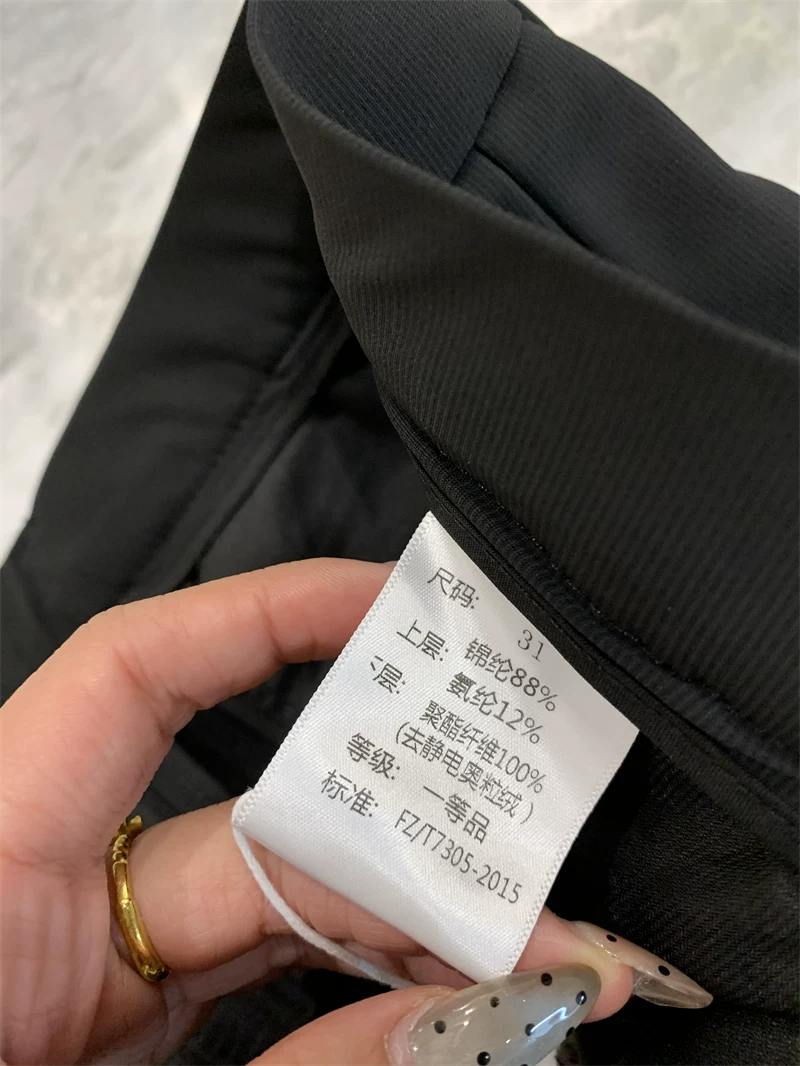 尺码: 31
上层: 锦纶88%
氨纶12%
层: 聚酯纤维100%
(去静电奥粒绒)
等级: 一等品
标准: FZ/T7305-2015